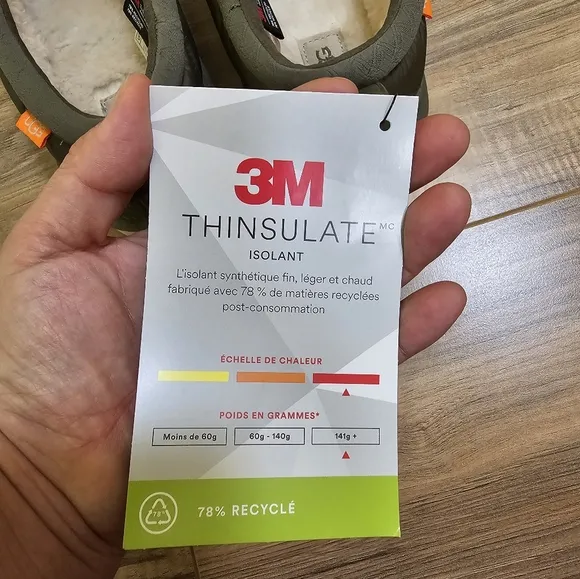 3M
THINSULATE MC
ISOLANT
L'isolant synthétique fin, léger et chaud
fabriqué avec 78 % de matières recyclées
post-consommation
ÉCHELLE DE CHALEUR
POIDS EN GRAMMES*
Moins de 60g 60g - 140g 141g +
78% 78% RECYCLÉ
UGG